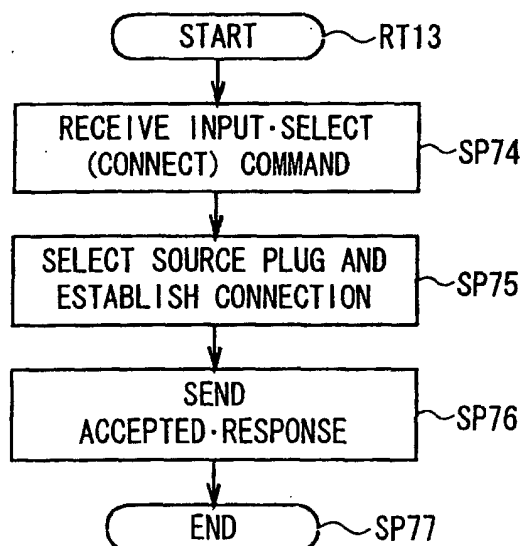 START
RT13
RECEIVE INPUT·SELECT
(CONNECT) COMMAND
SP74
SELECT SOURCE PLUG AND
ESTABLISH CONNECTION
SP75
SEND
ACCEPTED·RESPONSE
SP76
END
SP77